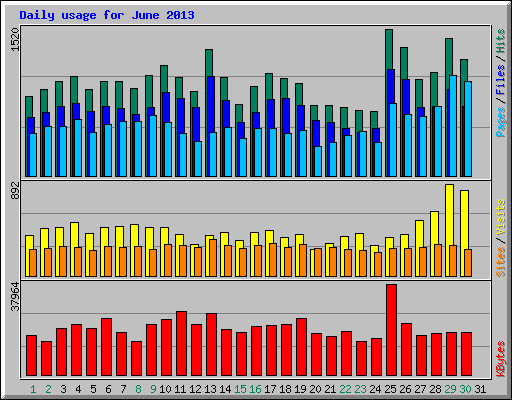 Daily usage for June 2013
1520
Pages / Files / Hits
892
Sites / Visits
37964
KBytes
1 2 3 4 5 6 7 8 9 10 11 12 13 14 15 16 17 18 19 20 21 22 23 24 25 26 27 28 29 30 31